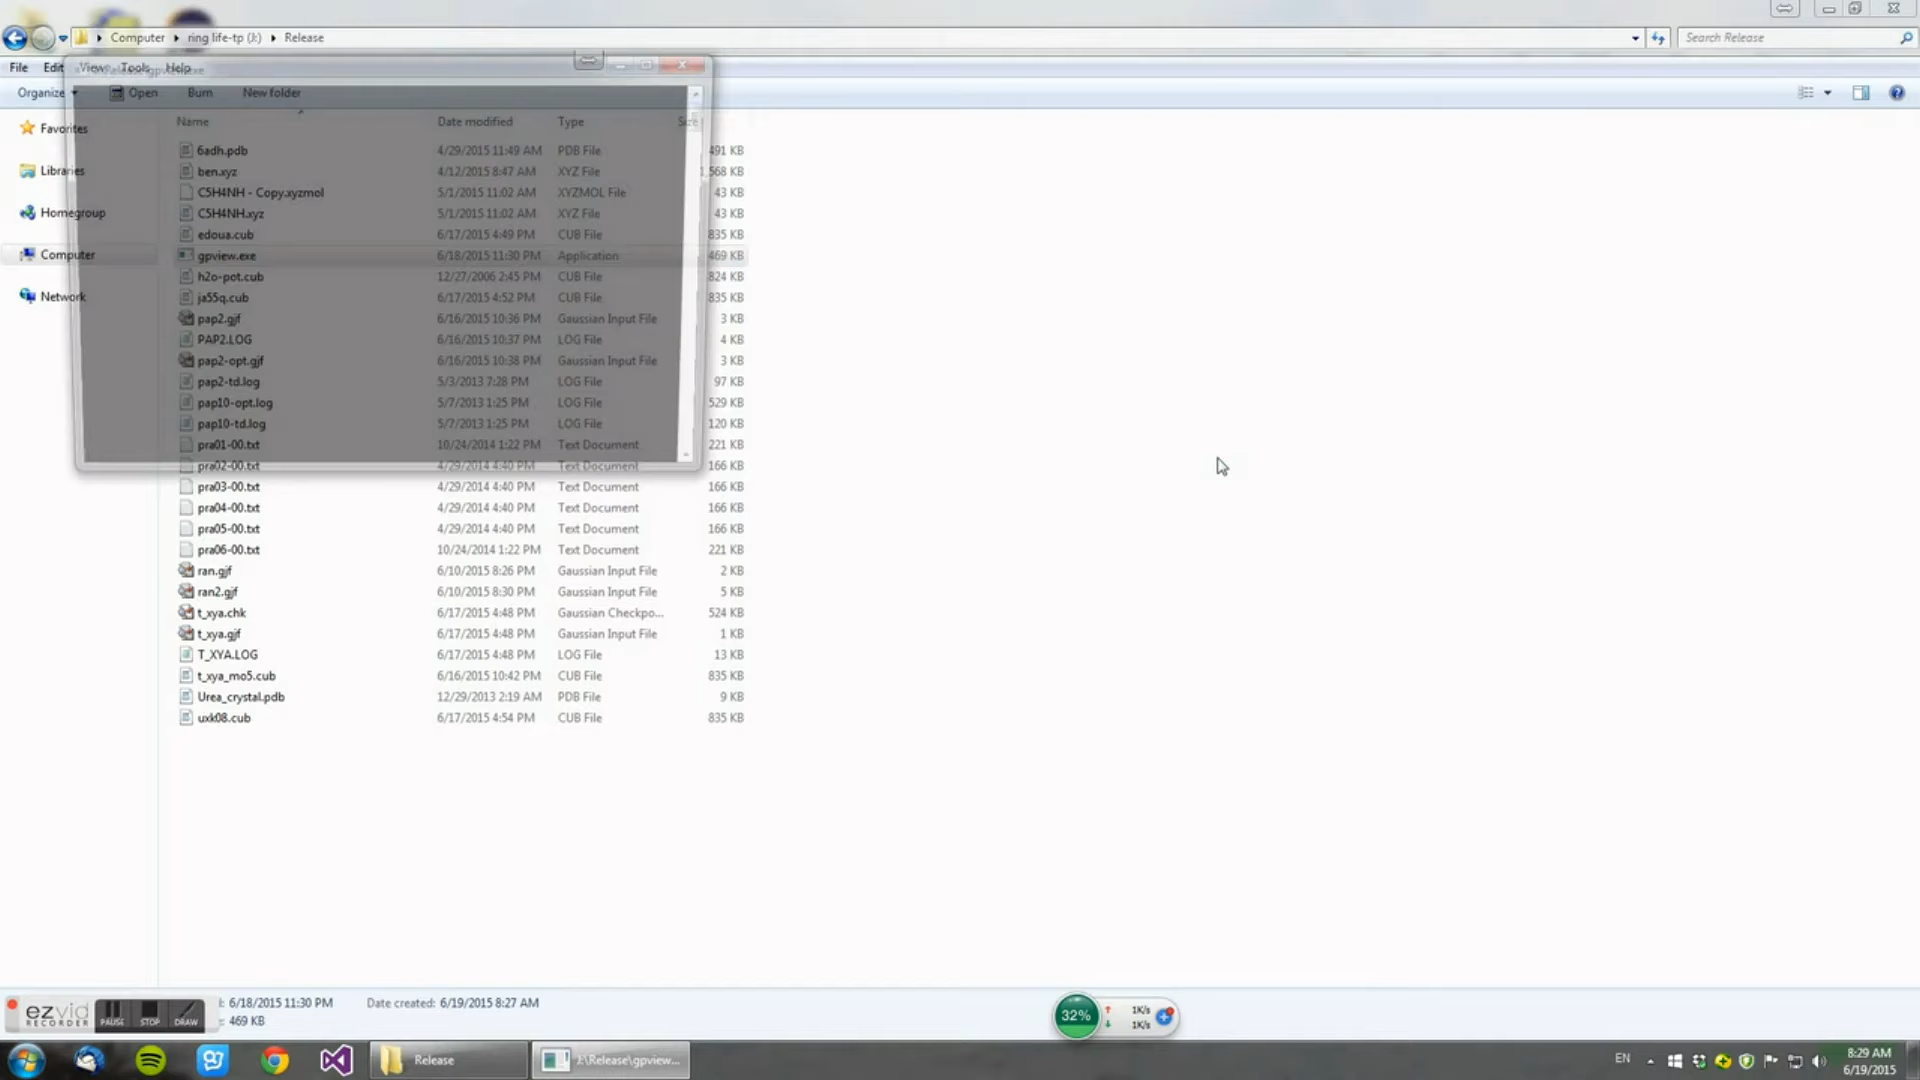 Computer ▸ ring life-tp (J:) ▸ Release
Search Release
File Edit View Tools Help
Organize Open Burn New folder
Name Date modified Type Size
Favorites
Libraries
Homegroup
Computer
Network
6adh.pdb 4/29/2015 11:49 AM PDB File 491 KB
ben.xyz 4/12/2015 8:47 AM XYZ File 1,568 KB
C5H4NH - Copy.xyzmol 5/1/2015 11:02 AM XYZMOL File 43 KB
C5H4NH.xyz 5/1/2015 11:02 AM XYZ File 43 KB
edoua.cub 6/17/2015 4:49 PM CUB File 835 KB
gpview.exe 6/18/2015 11:30 PM Application 469 KB
h2o-pot.cub 12/27/2006 2:45 PM CUB File 824 KB
ja55q.cub 6/17/2015 4:52 PM CUB File 835 KB
pap2.gjf 6/16/2015 10:36 PM Gaussian Input File 3 KB
PAP2.LOG 6/16/2015 10:37 PM LOG File 4 KB
pap2-opt.gjf 6/16/2015 10:38 PM Gaussian Input File 3 KB
pap2-td.log 5/3/2013 7:28 PM LOG File 97 KB
pap10-opt.log 5/7/2013 1:25 PM LOG File 529 KB
pap10-td.log 5/7/2013 1:25 PM LOG File 120 KB
pra01-00.txt 10/24/2014 1:22 PM Text Document 221 KB
pra02-00.txt 4/29/2014 4:40 PM Text Document 166 KB
pra03-00.txt 4/29/2014 4:40 PM Text Document 166 KB
pra04-00.txt 4/29/2014 4:40 PM Text Document 166 KB
pra05-00.txt 4/29/2014 4:40 PM Text Document 166 KB
pra06-00.txt 10/24/2014 1:22 PM Text Document 221 KB
ran.gjf 6/10/2015 8:26 PM Gaussian Input File 2 KB
ran2.gjf 6/10/2015 8:30 PM Gaussian Input File 5 KB
t_xya.chk 6/17/2015 4:48 PM Gaussian Checkpo... 524 KB
t_xya.gjf 6/17/2015 4:48 PM Gaussian Input File 1 KB
T_XYA.LOG 6/17/2015 4:48 PM LOG File 13 KB
t_xya_mo5.cub 6/16/2015 10:42 PM CUB File 835 KB
Urea_crystal.pdb 12/29/2013 2:19 AM PDB File 9 KB
uxk08.cub 6/17/2015 4:54 PM CUB File 835 KB
6/18/2015 11:30 PM Date created: 6/19/2015 8:27 AM
469 KB
ezvid
RECORDER PAUSE STOP DRAW
32% 1K/s
1K/s
Release J:\Release\gpview...
EN 8:29 AM
6/19/2015